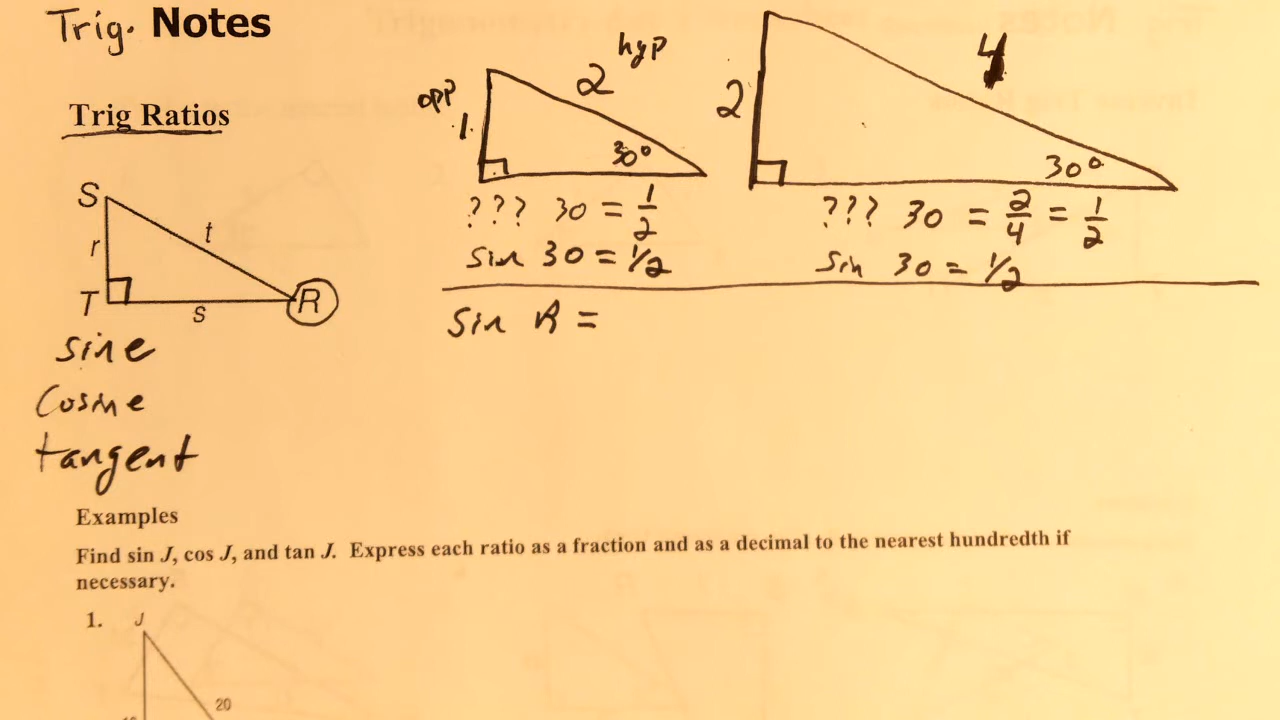 Trig. Notes
Trig Ratios
S
r
t
T
s
R
sine
Cosine
tangent
opp
1
2
hyp
30°
??? 30 = 1/2
Sin 30 = 1/2
2
4
30°
??? 30 = 2/4 = 1/2
Sin 30 = 1/2
Sin R =
Examples
Find sin J, cos J, and tan J. Express each ratio as a fraction and as a decimal to the nearest hundredth if
necessary.
1.
J
20